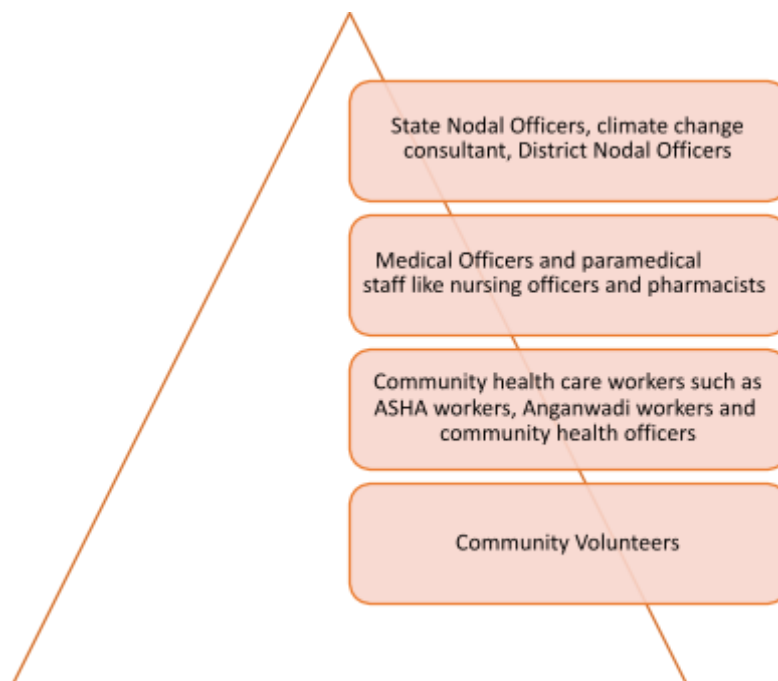 State Nodal Officers, climate change
consultant, District Nodal Officers
Medical Officers and paramedical
staff like nursing officers and pharmacists
Community health care workers such as
ASHA workers, Anganwadi workers and
community health officers
Community Volunteers